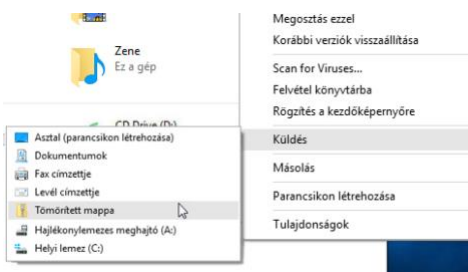 Megosztás ezzel
Korábbi verziók visszaállítása
Zene
Ez a gép
Scan for Viruses...
Felvétel könyvtárba
Rögzítés a kezdőképernyőre
CD Drive (D:)
Küldés
Asztal (parancsikon létrehozása)
Dokumentumok
Fax címzettje
Levél címzettje
Tömörített mappa
Hajlékonylemezes meghajtó (A:)
Helyi lemez (C:)
Másolás
Parancsikon létrehozása
Tulajdonságok